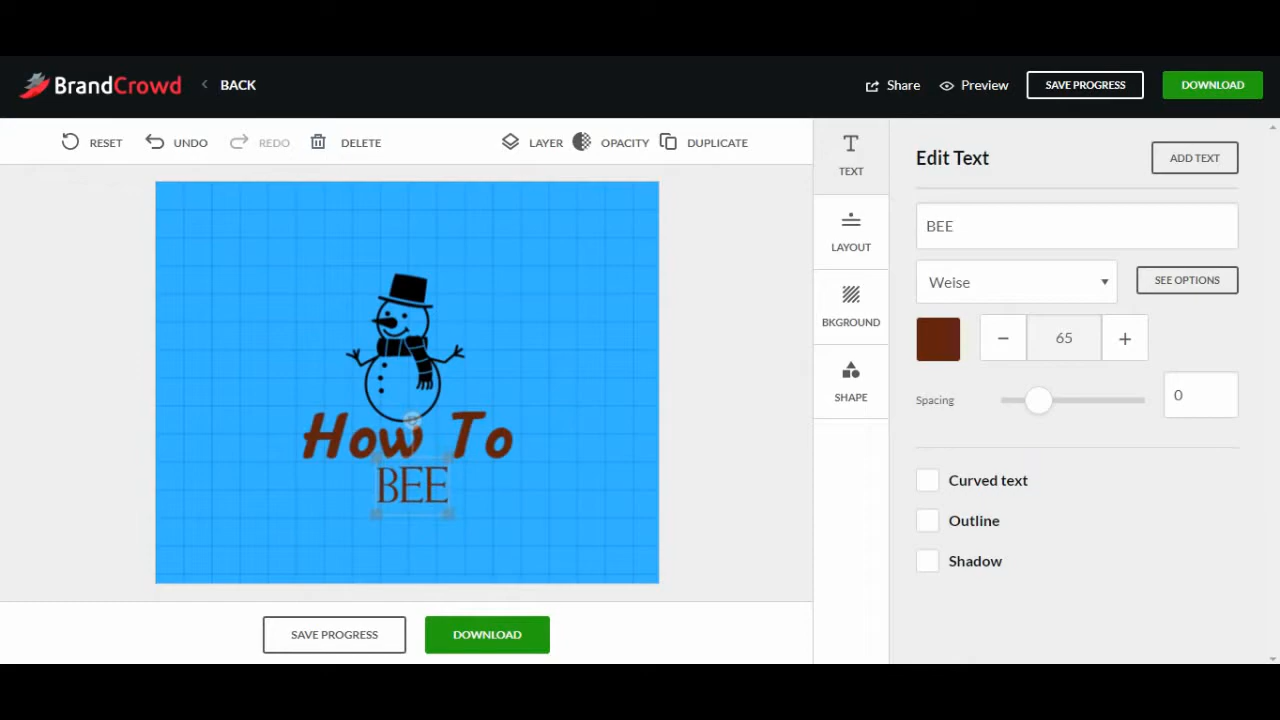 BrandCrowd
BACK
Share
Preview
SAVE PROGRESS
DOWNLOAD
RESET
UNDO
REDO
DELETE
LAYER
OPACITY
DUPLICATE
TEXT
LAYOUT
BKGROUND
SHAPE
Edit Text
ADD TEXT
BEE
Weise
SEE OPTIONS
65
Spacing
0
Curved text
Outline
Shadow
How To
BEE
SAVE PROGRESS
DOWNLOAD